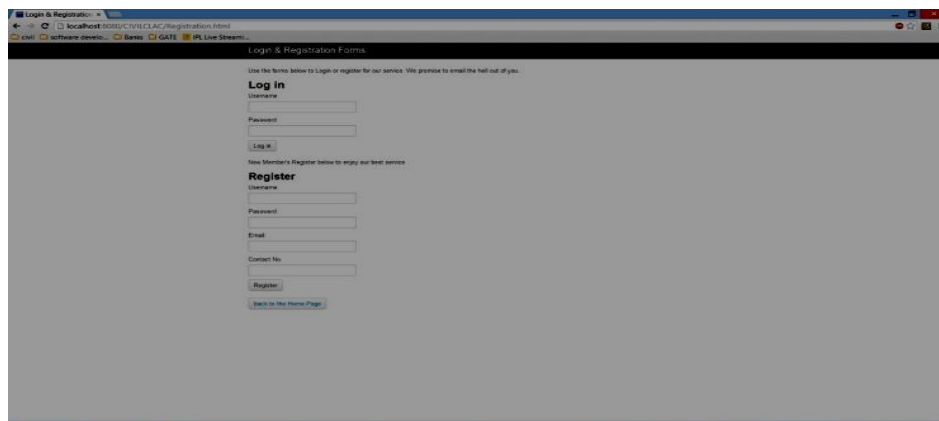 Login & Registration
localhost:8080/CIVILCLAC/Registration.html
civil software develo... Banks GATE IPL Live Streami...
Login & Registration Forms
Use the forms below to Login or register for our service. We promise to email the hell out of you.
Log in
Username
Password
Log in
New Member's Register below to enjoy our best service
Register
Username
Password
Email
Contact No
Register
back to the Home Page